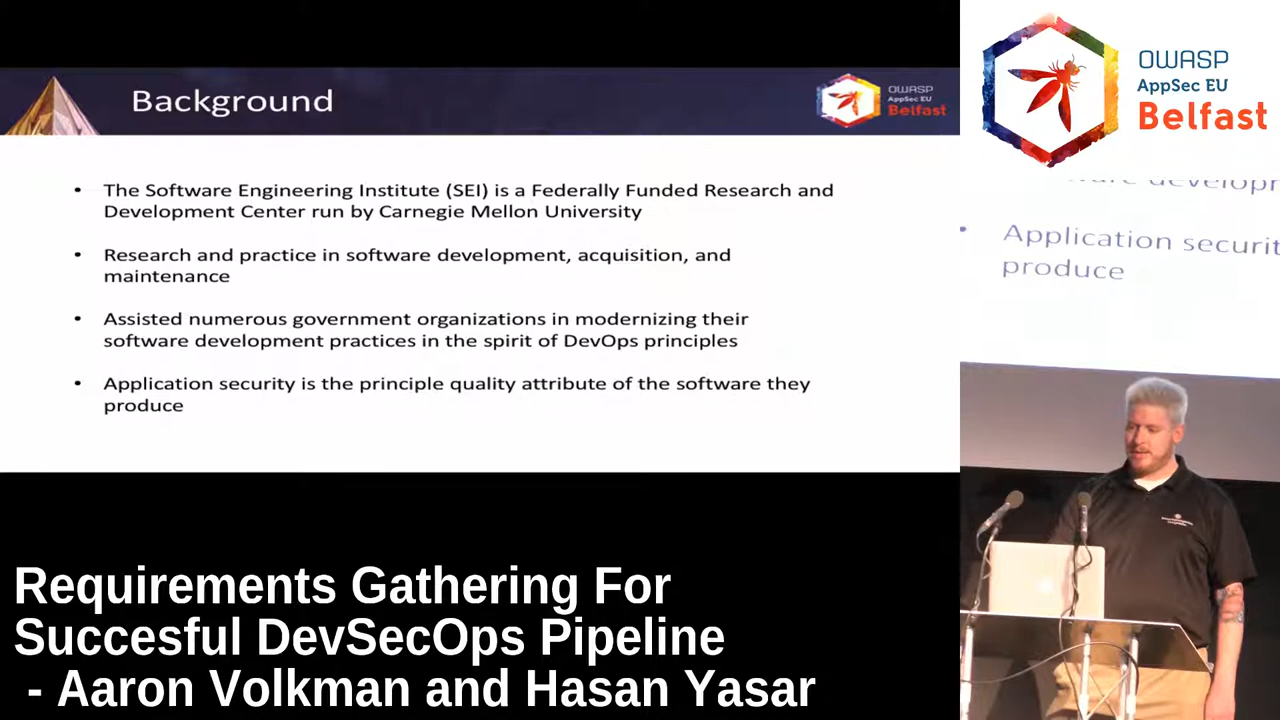 Background
OWASP
AppSec EU
Belfast
• The Software Engineering Institute (SEI) is a Federally Funded Research and
Development Center run by Carnegie Mellon University
• Research and practice in software development, acquisition, and
maintenance
• Assisted numerous government organizations in modernizing their
software development practices in the spirit of DevOps principles
• Application security is the principle quality attribute of the software they
produce
OWASP
AppSec EU
Belfast
• Application securit
produce
Requirements Gathering For
Succesful DevSecOps Pipeline
- Aaron Volkman and Hasan Yasar